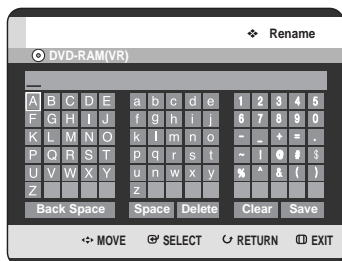 Rename
DVD-RAM(VR)
A B C D E a b c d e 1 2 3 4 5
F G H I J f g h i j 6 7 8 9 0
K L M N O k l m n o - _ + = .
P Q R S T p q r s t ~ ! @ # $
U V W X Y u n w x y % ^ & ( )
Z z
Back Space Space Delete Clear Save
MOVE SELECT RETURN EXIT